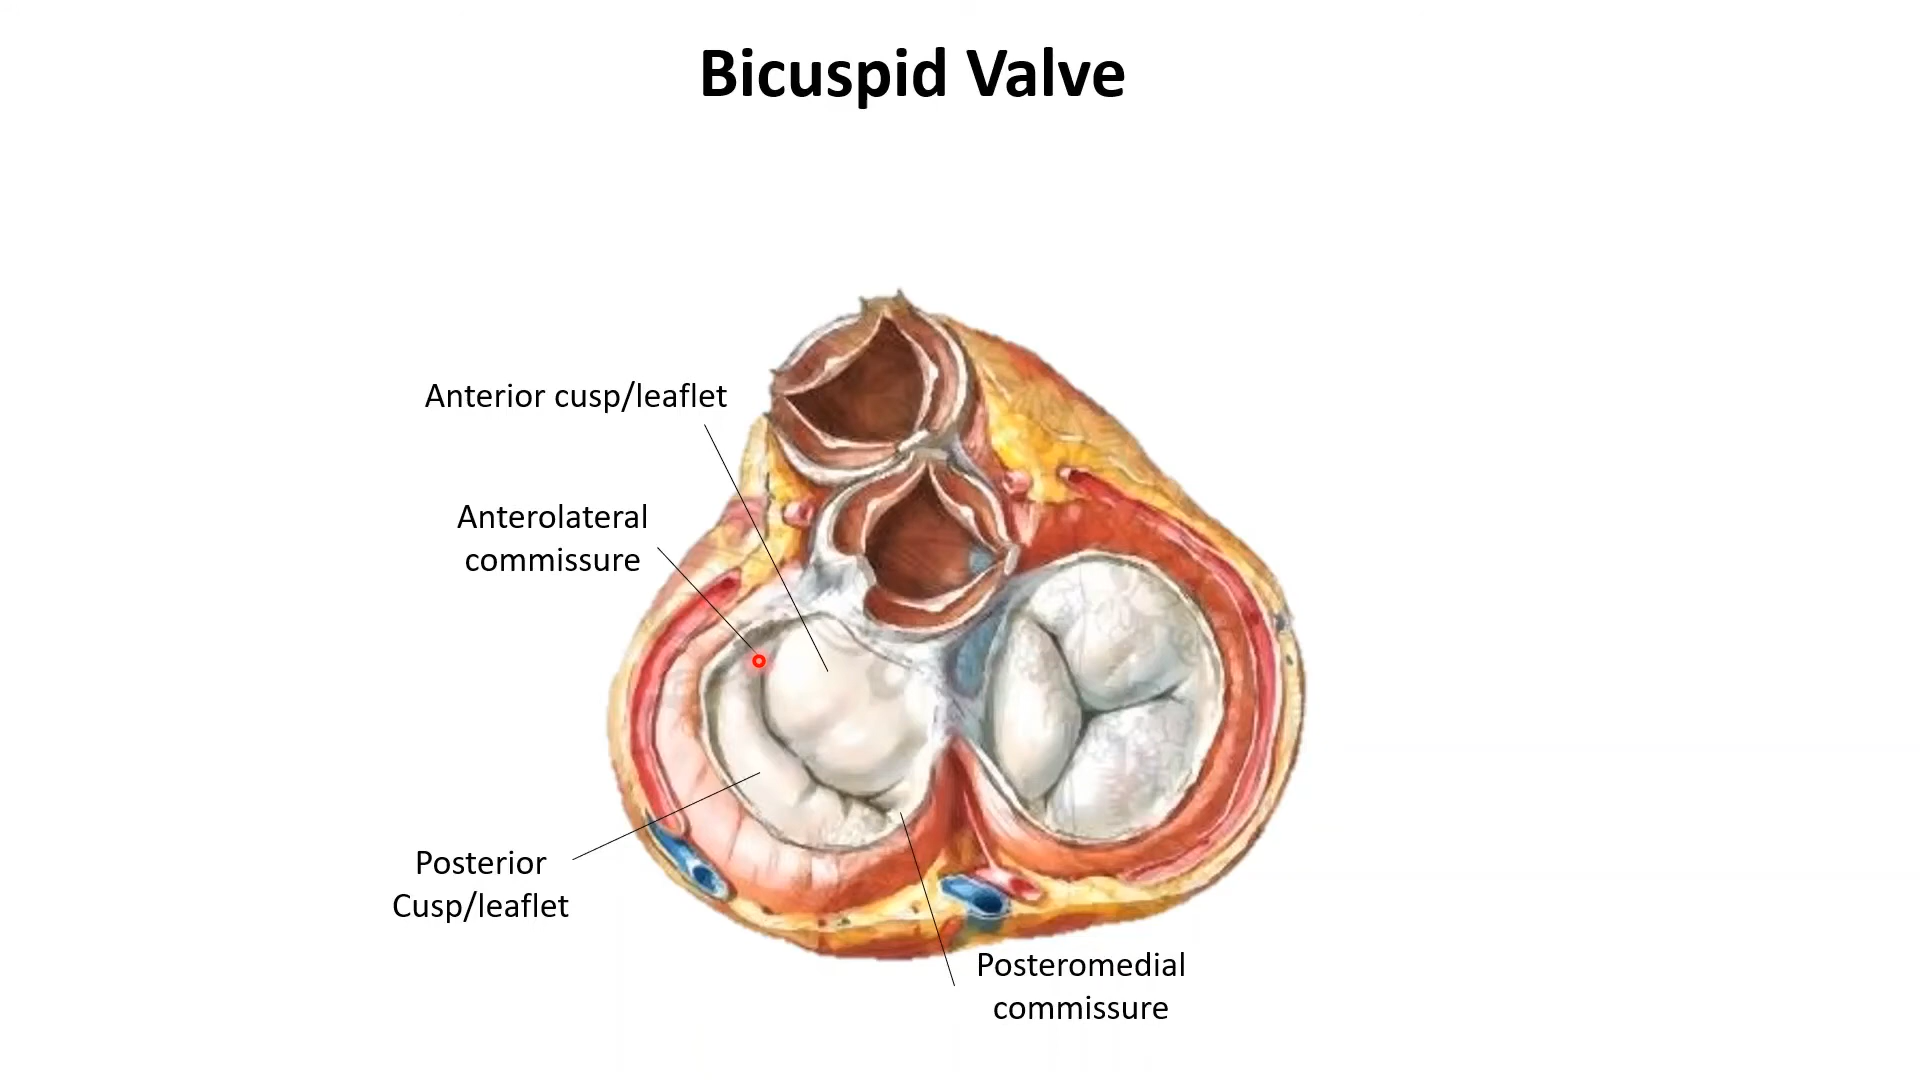 Bicuspid Valve
Anterior cusp/leaflet
Anterolateral
commissure
Posterior
Cusp/leaflet
Posteromedial
commissure